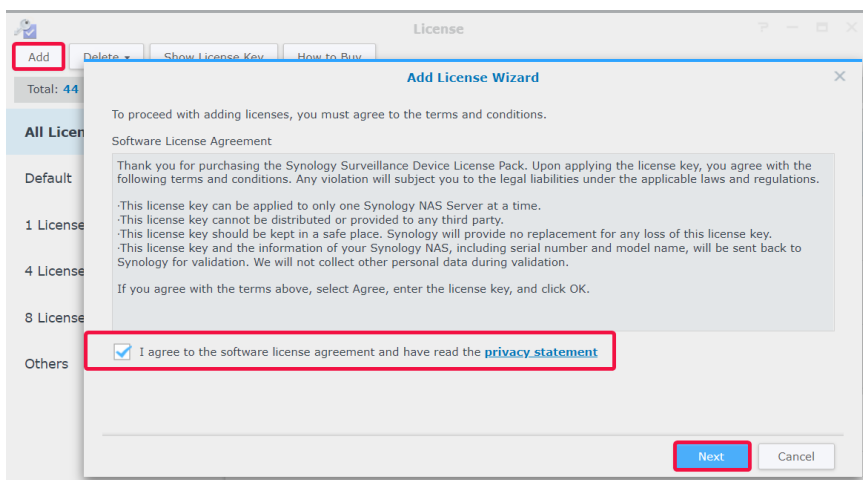 License
Add
Delete
Show License Key
How to Buy
Total: 44
Add License Wizard
All Licen
Default
1 License
4 License
8 License
Others
To proceed with adding licenses, you must agree to the terms and conditions.
Software License Agreement
Thank you for purchasing the Synology Surveillance Device License Pack. Upon applying the license key, you agree with the
following terms and conditions. Any violation will subject you to the legal liabilities under the applicable laws and regulations.
·This license key can be applied to only one Synology NAS Server at a time.
·This license key cannot be distributed or provided to any third party.
·This license key should be kept in a safe place. Synology will provide no replacement for any loss of this license key.
·This license key and the information of your Synology NAS, including serial number and model name, will be sent back to
Synology for validation. We will not collect other personal data during validation.
If you agree with the terms above, select Agree, enter the license key, and click OK.
I agree to the software license agreement and have read the privacy statement
Next
Cancel